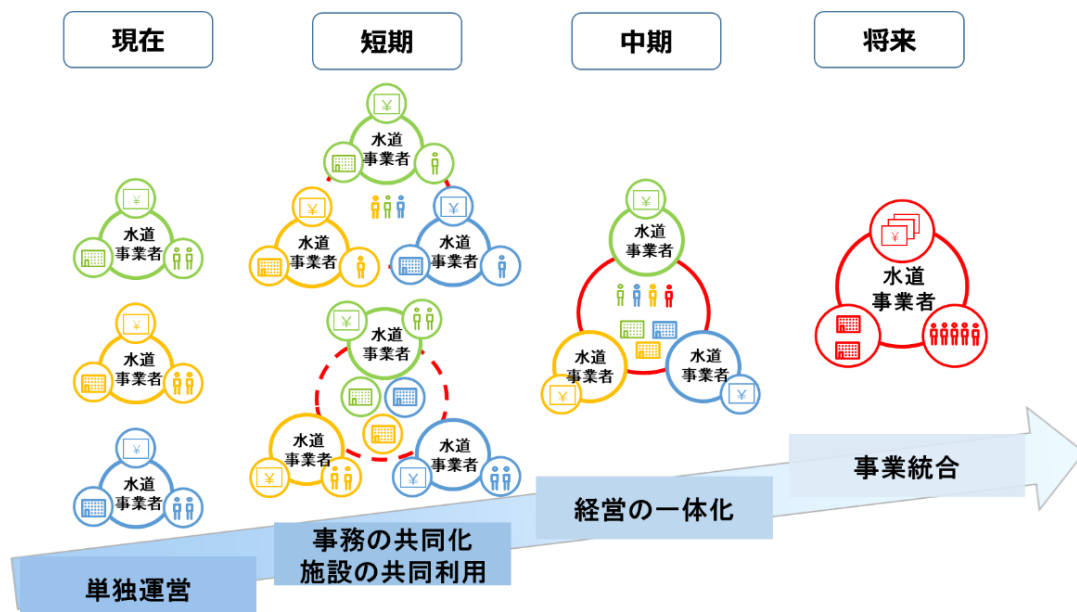 現在
短期
中期
将来
¥
水道
事業者
¥
水道
事業者
¥
水道
事業者
¥
水道
事業者
¥
水道
事業者
¥
水道
事業者
¥
水道
事業者
¥
水道
事業者
¥
水道
事業者
¥
水道
事業者
¥
水道
事業者
¥
水道
事業者
¥
水道
事業者
単独運営
事務の共同化
施設の共同利用
経営の一体化
事業統合